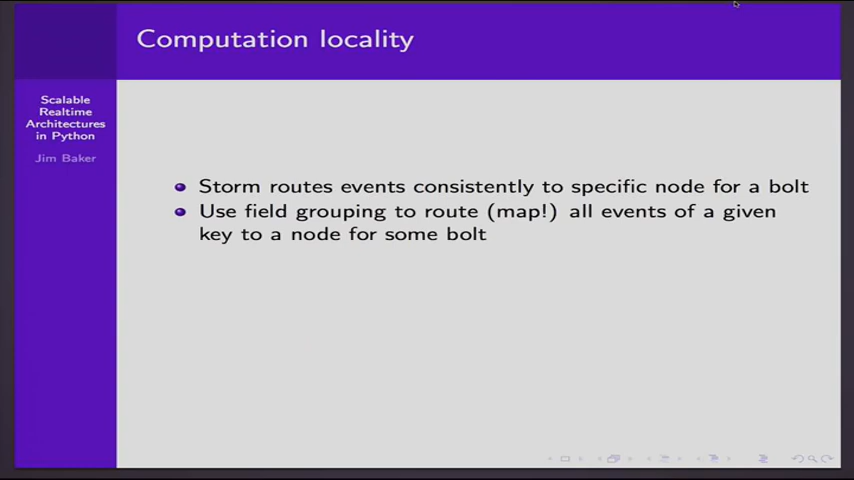 Computation locality
Scalable
Realtime
Architectures
in Python
Jim Baker
Storm routes events consistently to specific node for a bolt
Use field grouping to route (map!) all events of a given
key to a node for some bolt